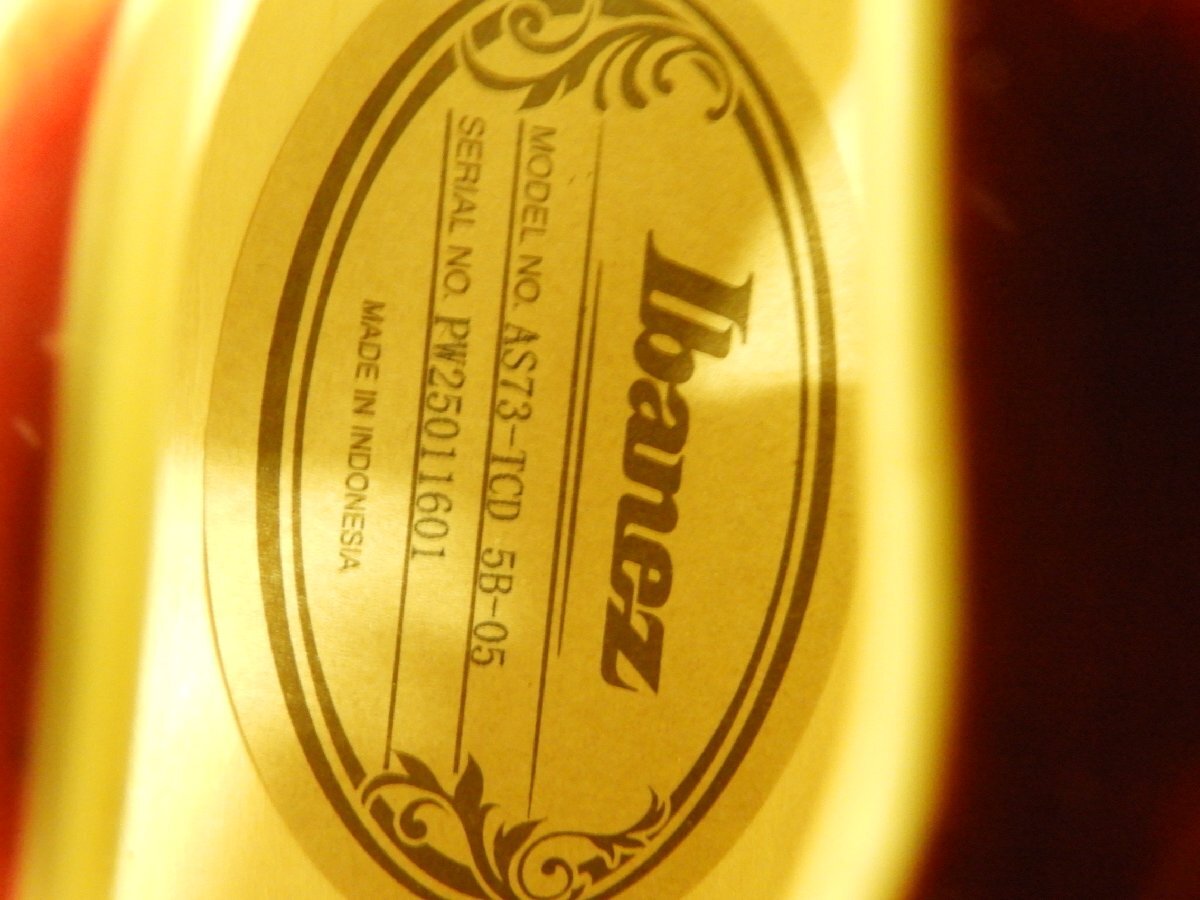 Ibanez
MODEL NO. AS73-TCD 5B-05
SERIAL NO. PW25011601
MADE IN INDONESIA